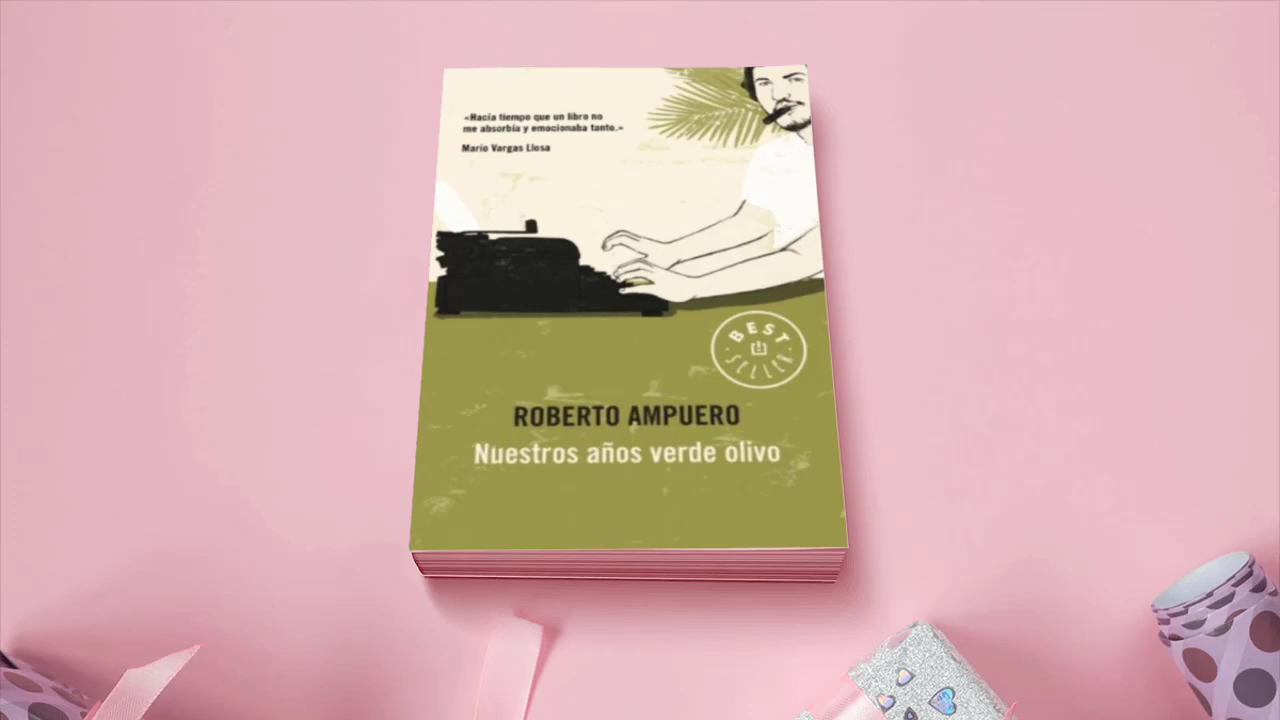 «Hacía tiempo que un libro no
me absorbía y emocionaba tanto.»
Mario Vargas Llosa
BEST
SELLER
ROBERTO AMPUERO
Nuestros años verde olivo